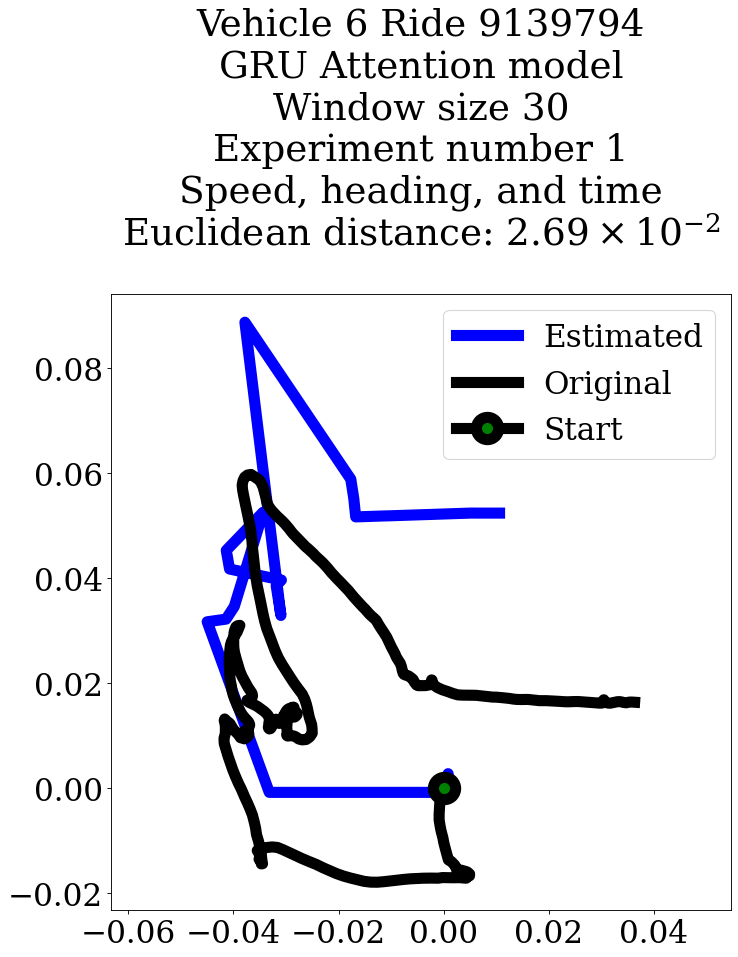 Vehicle 6 Ride 9139794
GRU Attention model
Window size 30
Experiment number 1
Speed, heading, and time
Euclidean distance: 2.69 × 10⁻²
Estimated
Original
Start
0.08
0.06
0.04
0.02
0.00
−0.02
−0.06 −0.04 −0.02 0.00 0.02 0.04